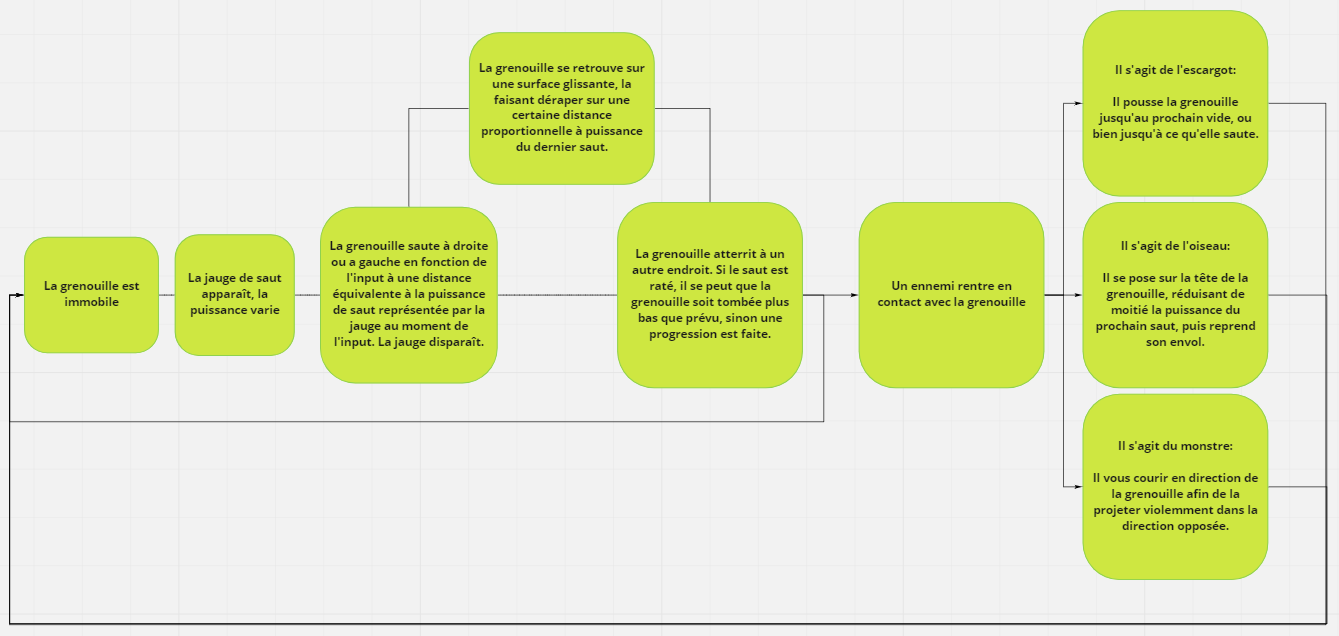 La grenouille est
immobile
La jauge de saut
apparaît, la
puissance varie
La grenouille saute à droite
ou a gauche en fonction de
l'input à une distance
équivalente à la puissance
de saut représentée par la
jauge au moment de
l'input. La jauge disparaît.
La grenouille se retrouve sur
une surface glissante, la
faisant déraper sur une
certaine distance
proportionnelle à puissance
du dernier saut.
La grenouille atterrit à un
autre endroit. Si le saut est
raté, il se peut que la
grenouille soit tombée plus
bas que prévu, sinon une
progression est faite.
Un ennemi rentre en
contact avec la grenouille
Il s'agit de l'escargot:
Il pousse la grenouille
jusqu'au prochain vide, ou
bien jusqu'à ce qu'elle saute.
Il s'agit de l'oiseau:
Il se pose sur la tête de la
grenouille, réduisant de
moitié la puissance du
prochain saut, puis reprend
son envol.
Il s'agit du monstre:
Il vous courir en direction de
la grenouille afin de la
projeter violemment dans la
direction opposée.